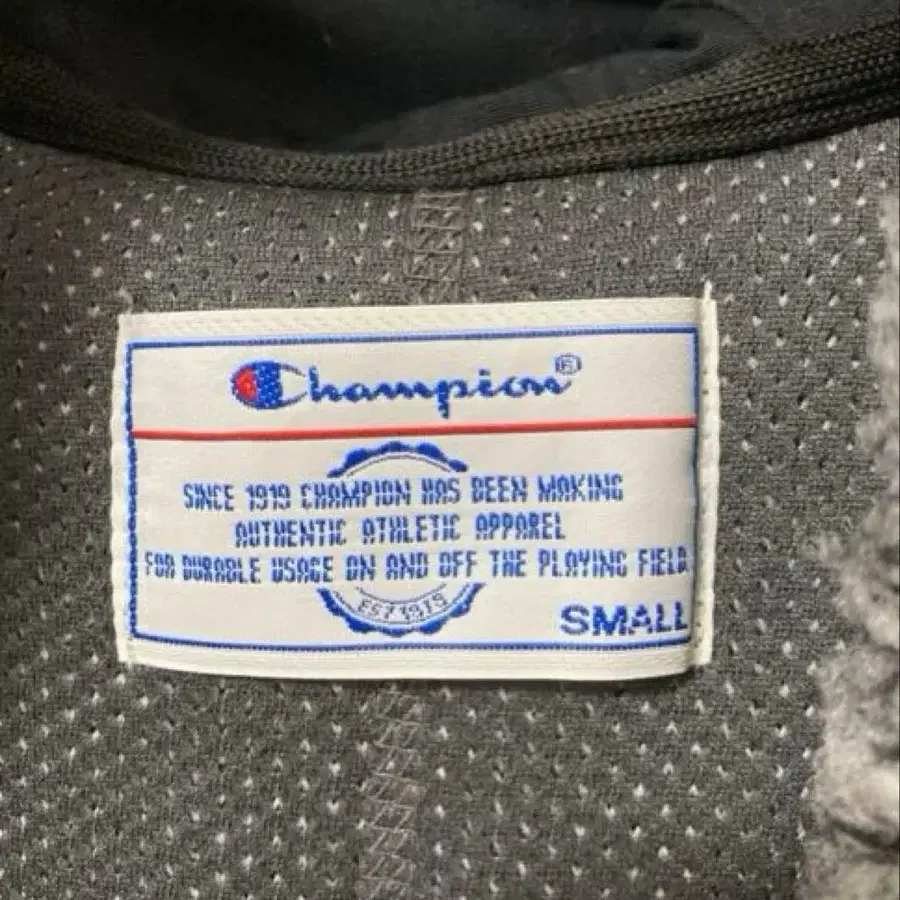 Champion®
SINCE 1919 CHAMPION HAS BEEN MAKING
AUTHENTIC ATHLETIC APPAREL
FOR DURABLE USAGE ON AND OFF THE PLAYING FIELD
EST 1919
SMALL